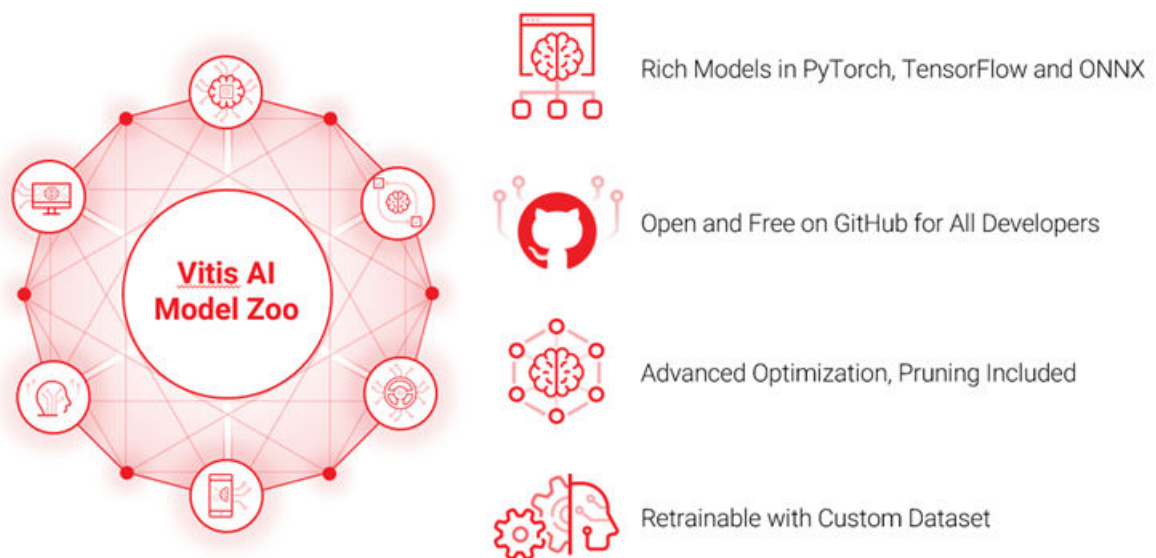 Vitis AI
Model Zoo
Rich Models in PyTorch, TensorFlow and ONNX
Open and Free on GitHub for All Developers
Advanced Optimization, Pruning Included
Retrainable with Custom Dataset